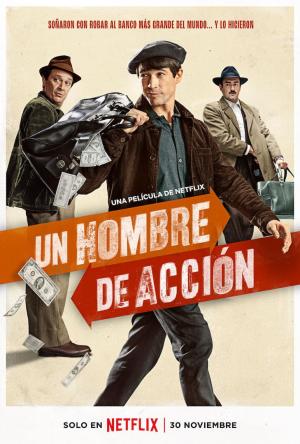 SOÑARON CON ROBAR AL BANCO MÁS GRANDE DEL MUNDO... Y LO HICIERON
UNA PELÍCULA DE NETFLIX
UN HOMBRE
DE ACCIÓN
SOLO EN NETFLIX | 30 NOVIEMBRE